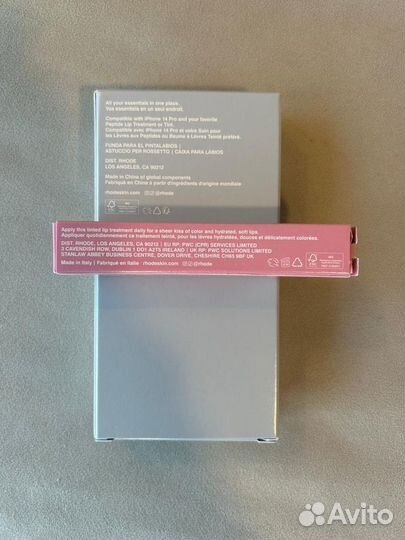 All your essentials in one place.
Tous vos essentiels en un seul endroit.
Compatible with iPhone 14 Pro and your favorite
Peptide Lip Treatment or Tint.
Compatible avec iPhone 14 Pro et votre Soin pour
les Lèvres aux Peptides ou Baume à Lèvres Teinté préféré.
FUNDA PARA EL PINTALABIOS |
ASTUCCIO PER ROSSETTO | CAIXA PARA LÁBIOS
DIST. RHODE
LOS ANGELES, CA 90212
Made in China of global components
Fabriqué en Chine à partir d'ingrédients d'origine mondiale
rhodeskin.com @rhode
Apply this tinted lip treatment daily for a sheer kiss of color and hydrated, soft lips.
Appliquer quotidiennement ce traitement teinté, pour les lèvres hydratées, douces et délicatement colorées.
DIST. RHODE, LOS ANGELES, CA 90212 | EU RP: PWC (CPR) SERVICES LIMITED
3 CAVENDISH ROW, DUBLIN 1 D01 A2T5 IRELAND | UK RP: PWC SOLUTIONS LIMITED
STANLAW ABBEY BUSINESS CENTRE, DOVER DRIVE, CHESHIRE CH65 9BF UK
Made in Italy | Fabriqué en Italie | rhodeskin.com @rhode
Avito